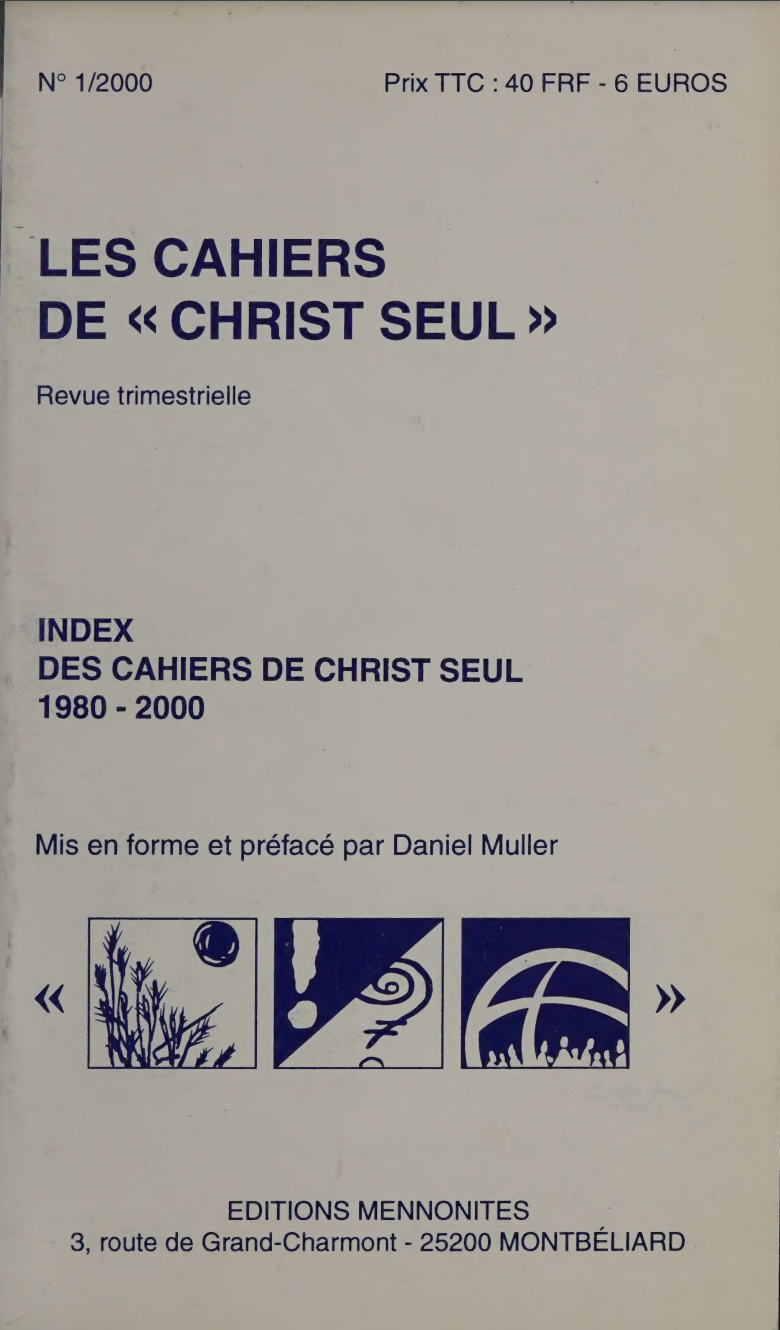 N° 1/2000 Prix TTC : 40 FRF - 6 EUROS
LES CAHIERS
DE « CHRIST SEUL »
Revue trimestrielle
INDEX
DES CAHIERS DE CHRIST SEUL
1980 - 2000
Mis en forme et préfacé par Daniel Muller
« »
EDITIONS MENNONITES
3, route de Grand-Charmont - 25200 MONTBÉLIARD